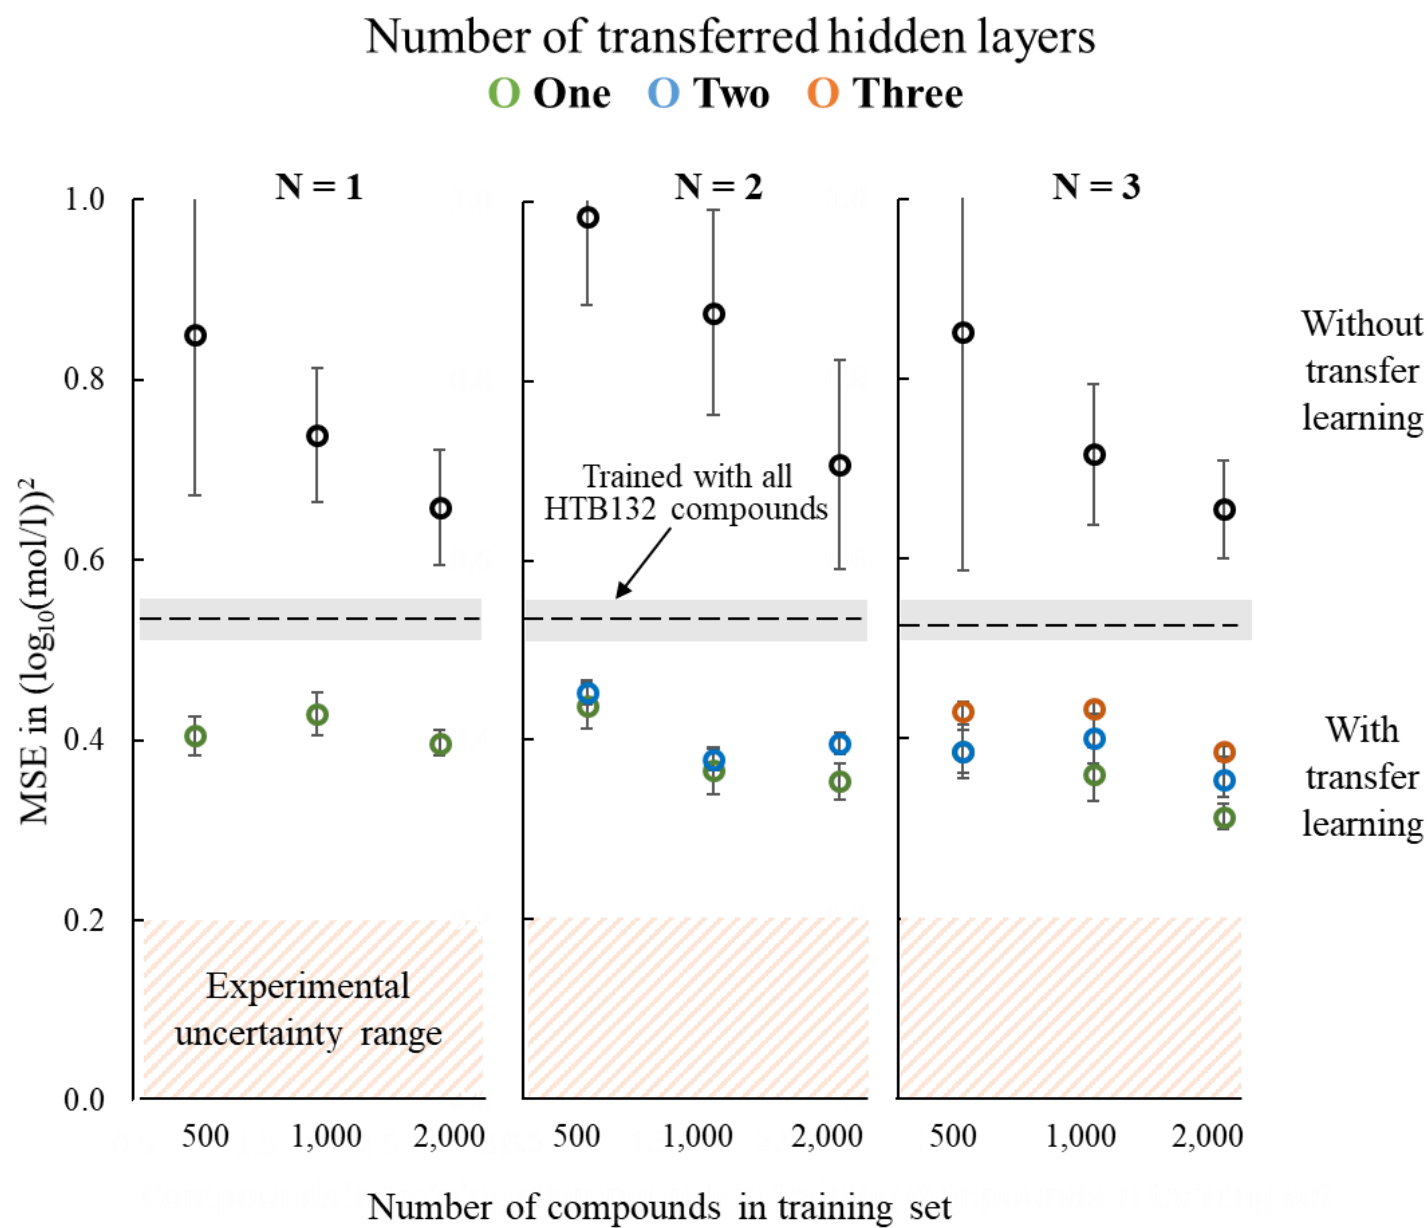 Number of transferred hidden layers
O One O Two O Three
N = 1 N = 2 N = 3
1.0
0.8
0.6
0.4
0.2
0.0
MSE in (log₁₀(mol/l))²
Without
transfer
learning
Trained with all
HTB132 compounds
With
transfer
learning
Experimental
uncertainty range
500 1,000 2,000 500 1,000 2,000 500 1,000 2,000
Number of compounds in training set